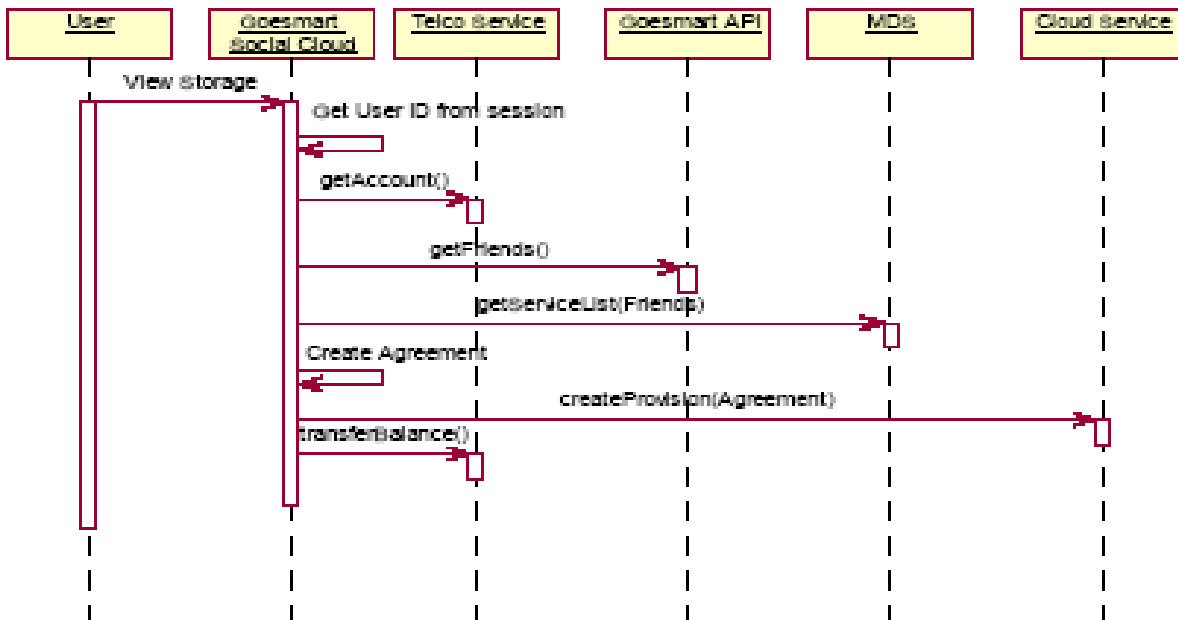 User
Goesmart
Social Cloud
Telco Service
Goesmart API
MDS
Cloud Service
View Storage
Get User ID from session
getAccount()
getFriends()
getServiceList(Friends)
Create Agreement
createProvision(Agreement)
transferBalance()